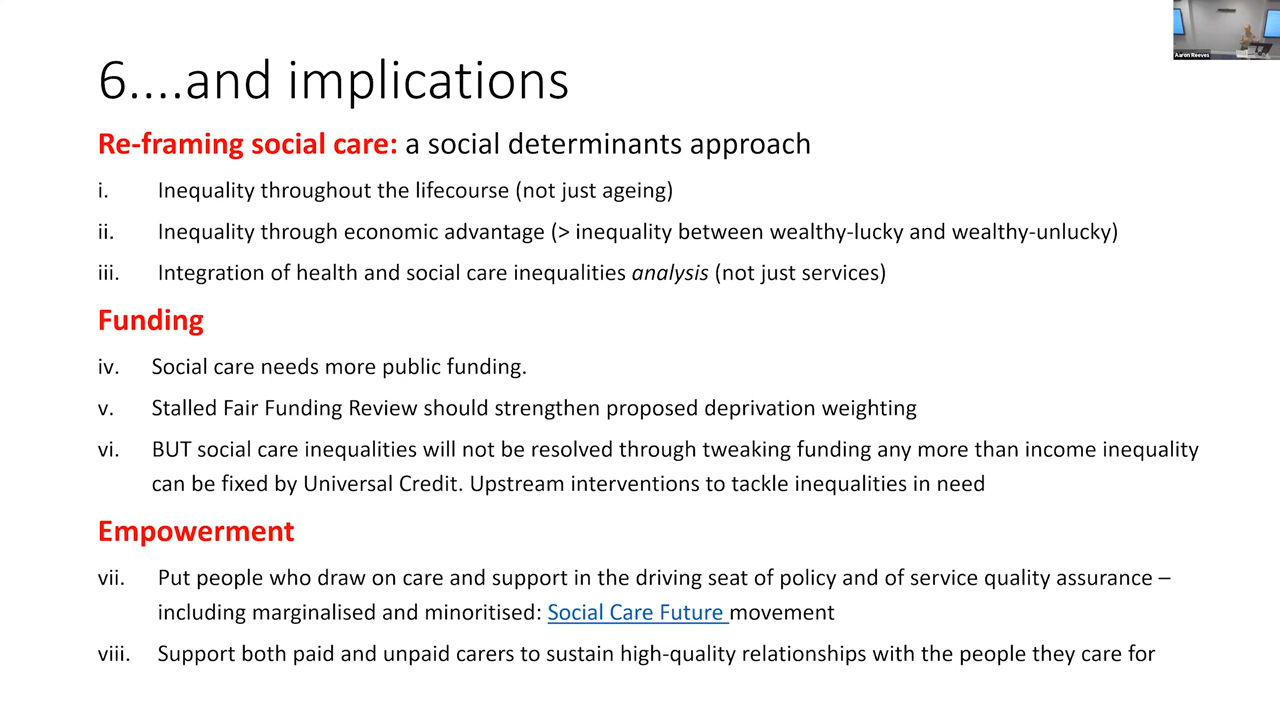 Aaron Reeves
6....and implications
Re-framing social care: a social determinants approach
i. Inequality throughout the lifecourse (not just ageing)
ii. Inequality through economic advantage (> inequality between wealthy-lucky and wealthy-unlucky)
iii. Integration of health and social care inequalities analysis (not just services)
Funding
iv. Social care needs more public funding.
v. Stalled Fair Funding Review should strengthen proposed deprivation weighting
vi. BUT social care inequalities will not be resolved through tweaking funding any more than income inequality
can be fixed by Universal Credit. Upstream interventions to tackle inequalities in need
Empowerment
vii. Put people who draw on care and support in the driving seat of policy and of service quality assurance –
including marginalised and minoritised: Social Care Future movement
viii. Support both paid and unpaid carers to sustain high-quality relationships with the people they care for